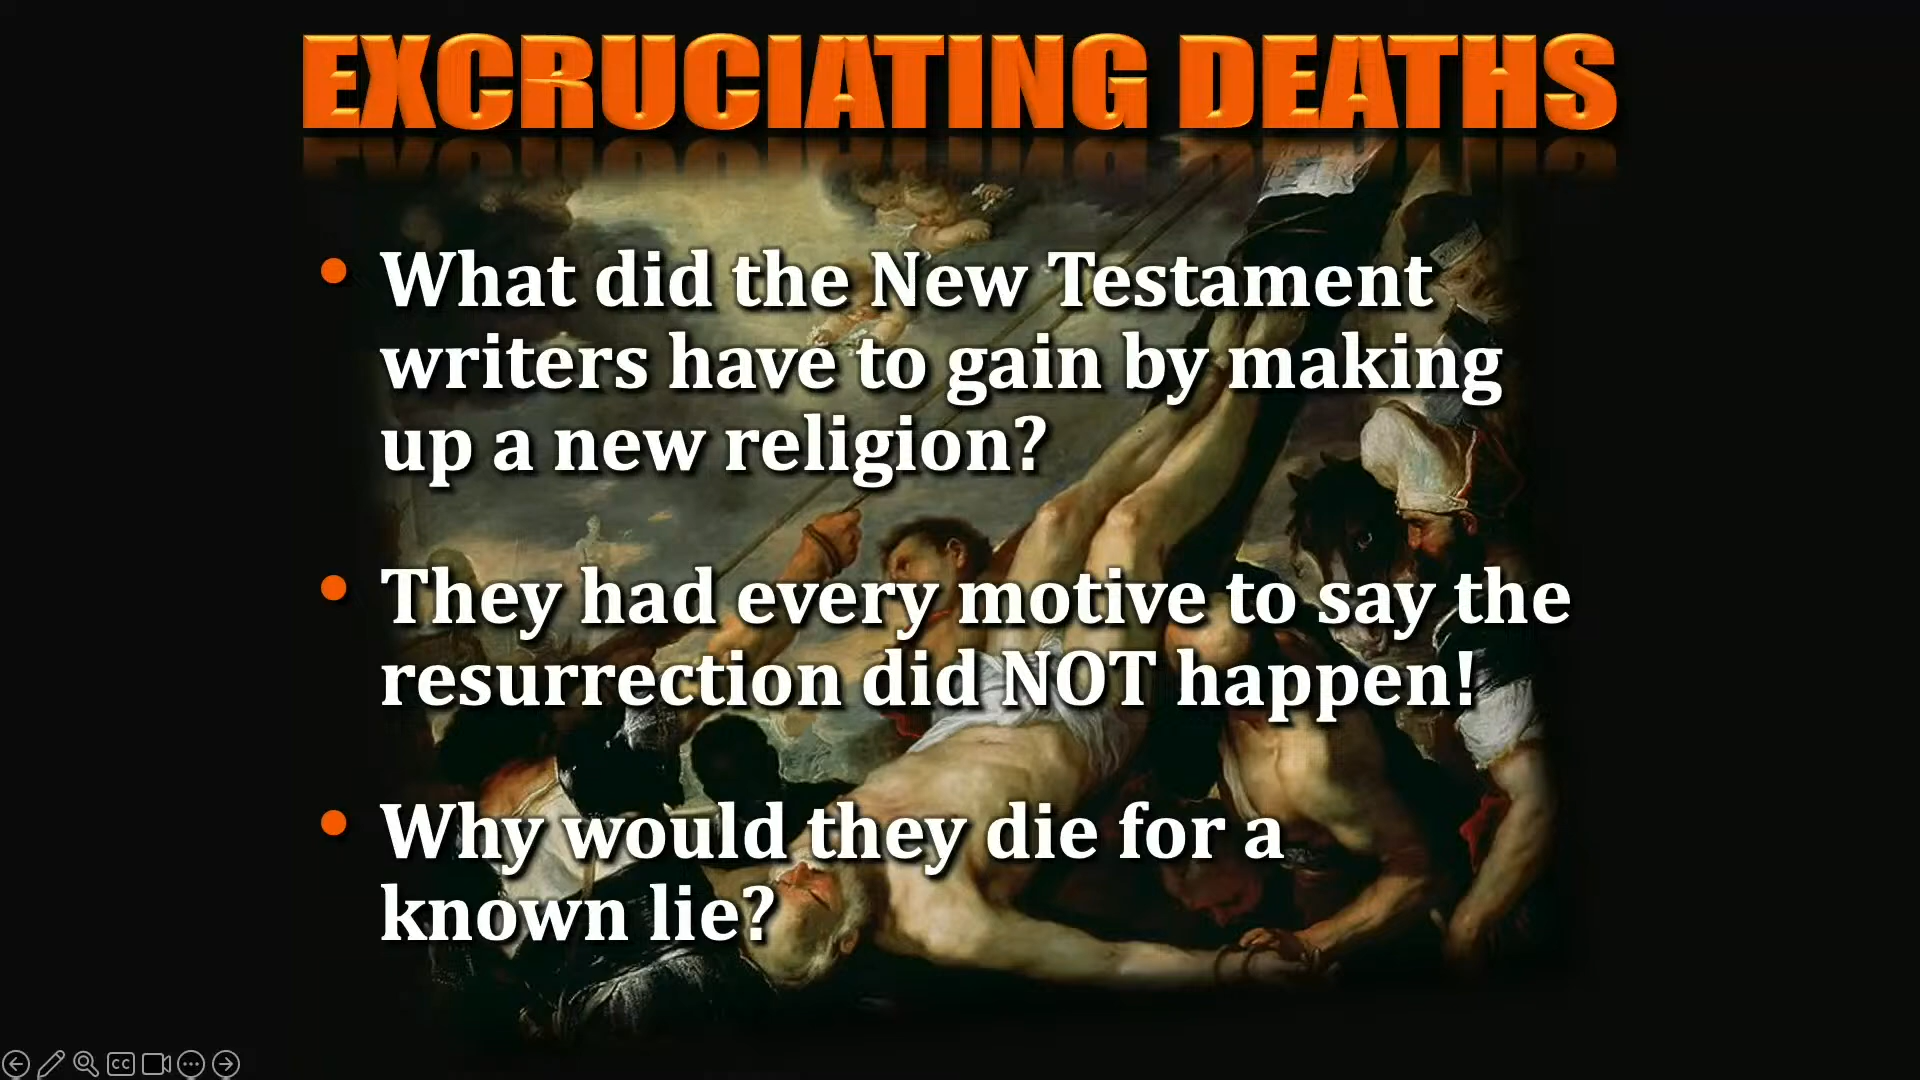 EXCRUCIATING DEATHS
• What did the New Testament
writers have to gain by making
up a new religion?
• They had every motive to say the
resurrection did NOT happen!
• Why would they die for a
known lie?
CC